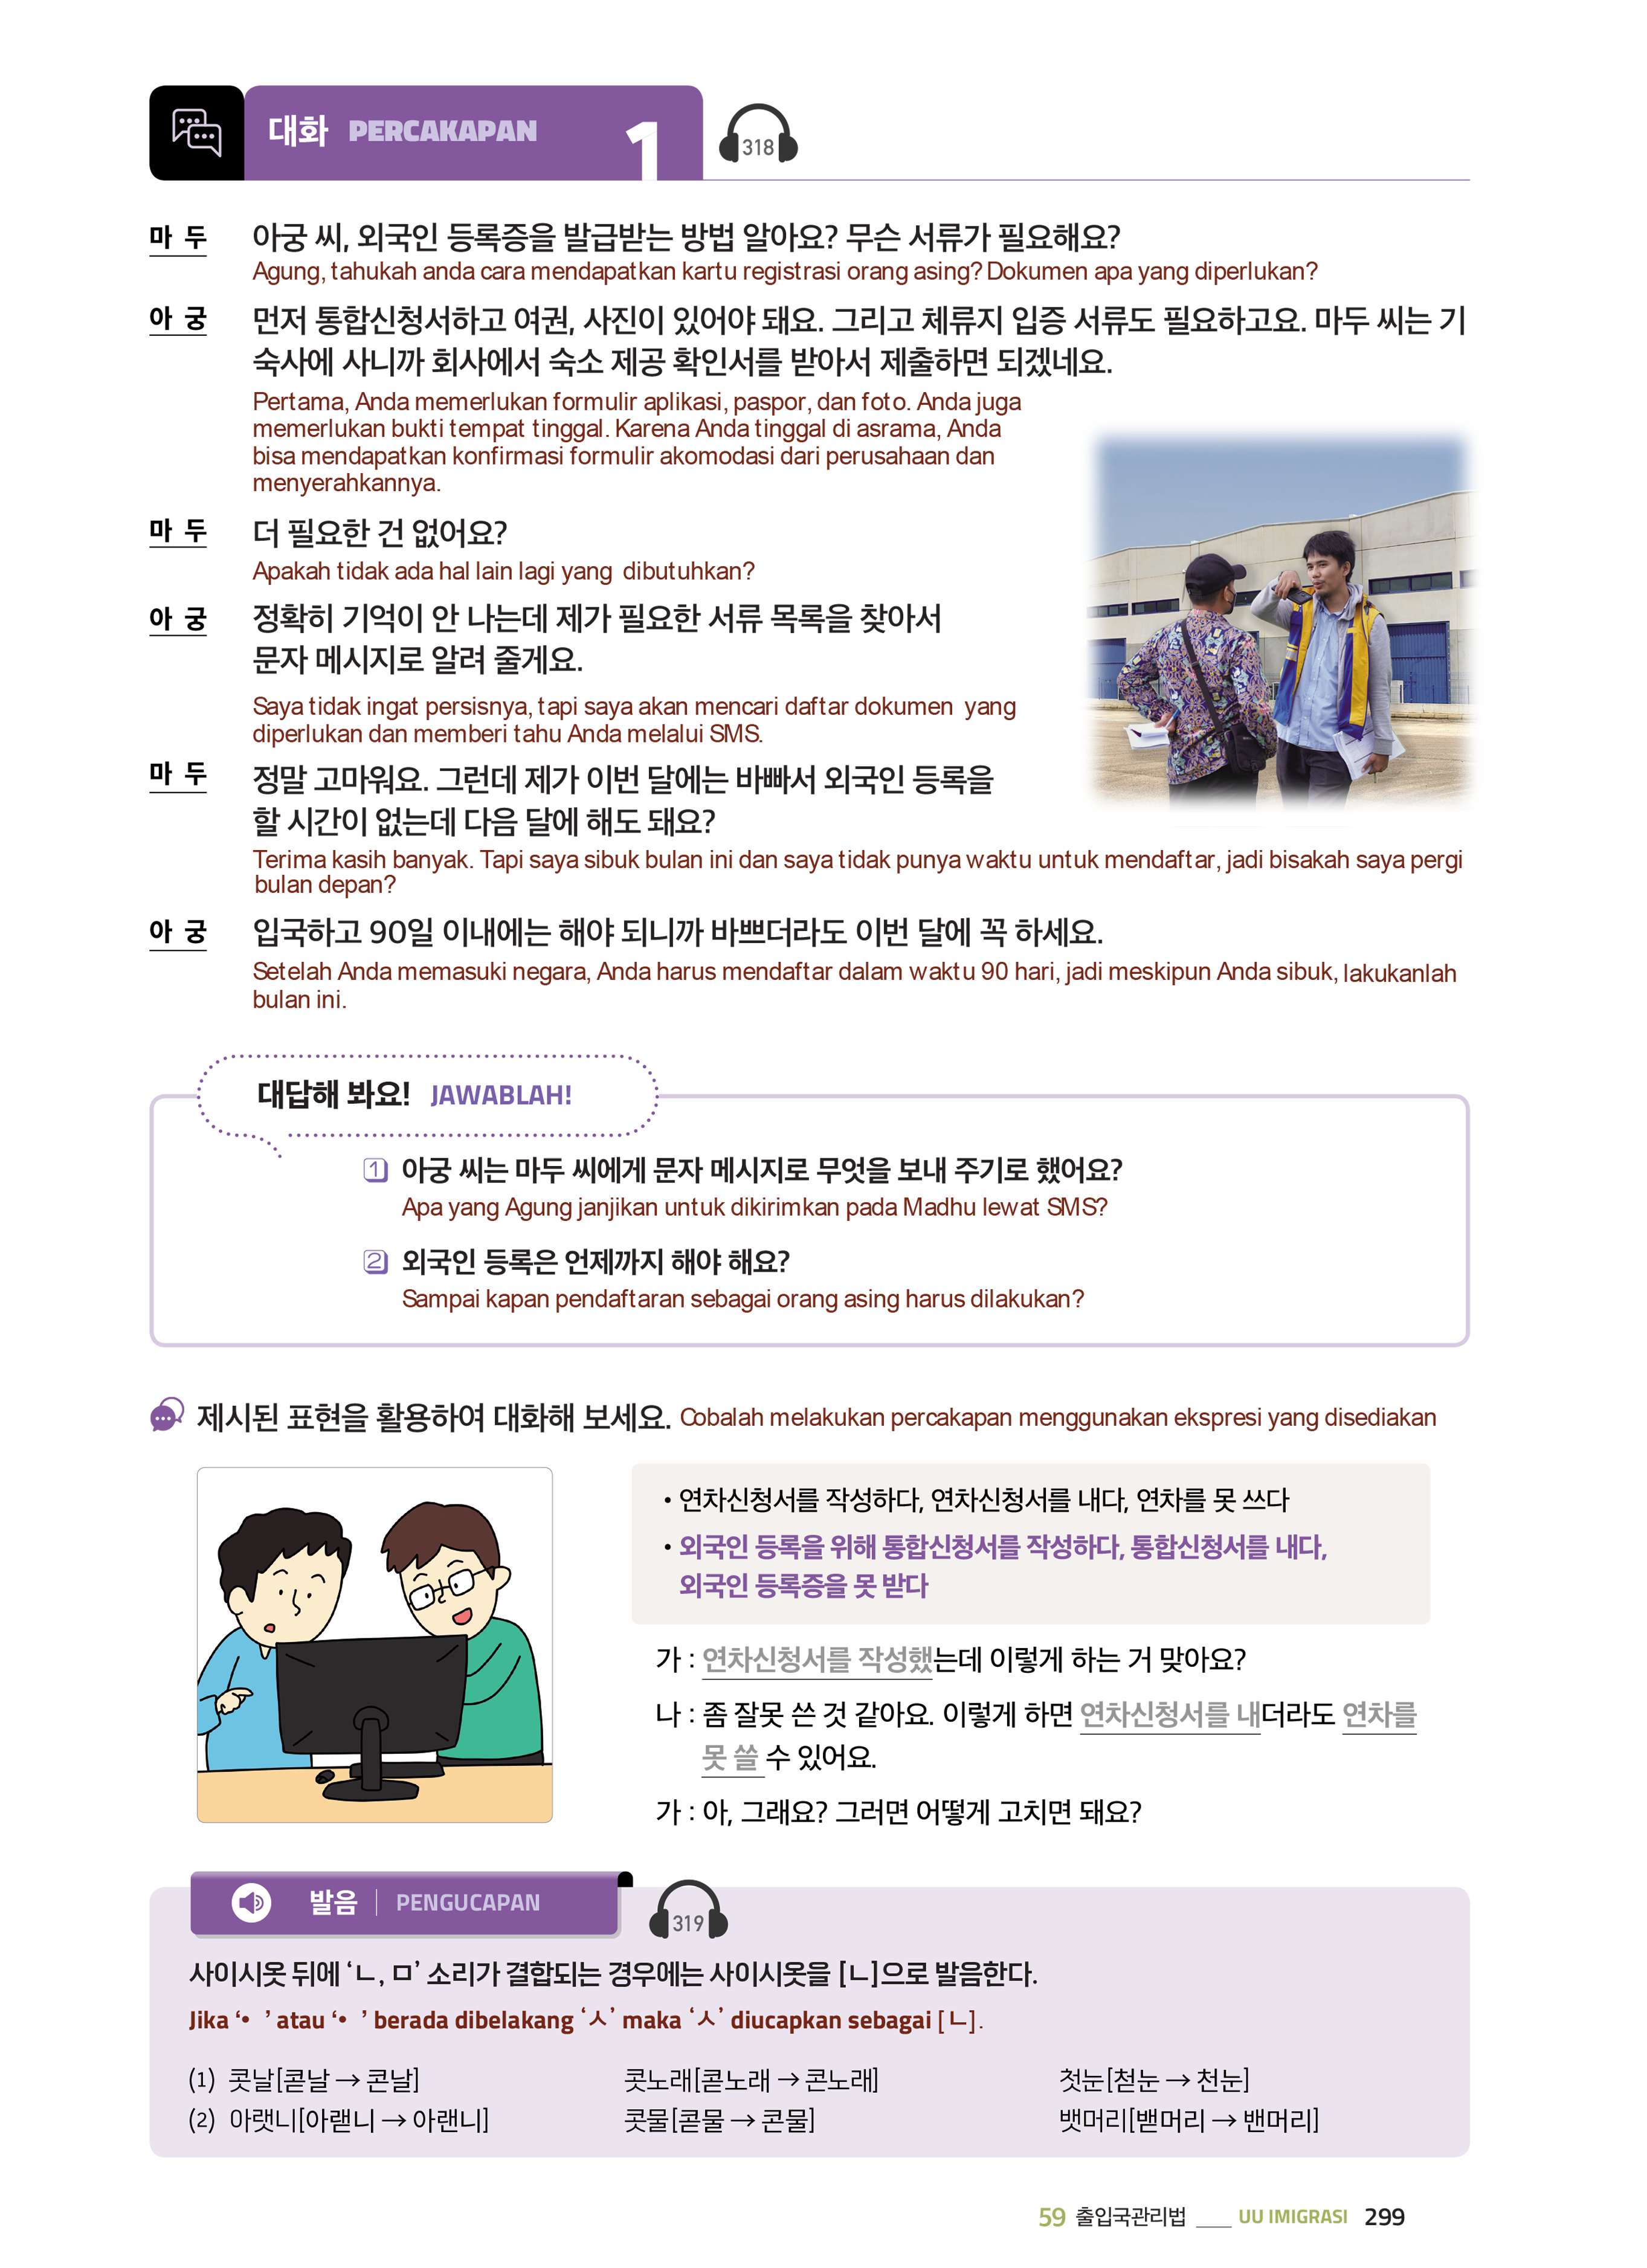 대화 PERCAKAPAN 1 318
마 두 아궁 씨, 외국인 등록증을 발급받는 방법 알아요? 무슨 서류가 필요해요?
Agung, tahukah anda cara mendapatkan kartu registrasi orang asing? Dokumen apa yang diperlukan?
아 궁 먼저 통합신청서하고 여권, 사진이 있어야 돼요. 그리고 체류지 입증 서류도 필요하고요. 마두 씨는 기
숙사에 사니까 회사에서 숙소 제공 확인서를 받아서 제출하면 되겠네요.
Pertama, Anda memerlukan formulir aplikasi, paspor, dan foto. Anda juga
memerlukan bukti tempat tinggal. Karena Anda tinggal di asrama, Anda
bisa mendapatkan konfirmasi formulir akomodasi dari perusahaan dan
menyerahkannya.
마 두 더 필요한 건 없어요?
Apakah tidak ada hal lain lagi yang dibutuhkan?
아 궁 정확히 기억이 안 나는데 제가 필요한 서류 목록을 찾아서
문자 메시지로 알려 줄게요.
Saya tidak ingat persisnya, tapi saya akan mencari daftar dokumen yang
diperlukan dan memberi tahu Anda melalui SMS.
마 두 정말 고마워요. 그런데 제가 이번 달에는 바빠서 외국인 등록을
할 시간이 없는데 다음 달에 해도 돼요?
Terima kasih banyak. Tapi saya sibuk bulan ini dan saya tidak punya waktu untuk mendaftar, jadi bisakah saya pergi
bulan depan?
아 궁 입국하고 90일 이내에는 해야 되니까 바쁘더라도 이번 달에 꼭 하세요.
Setelah Anda memasuki negara, Anda harus mendaftar dalam waktu 90 hari, jadi meskipun Anda sibuk, lakukanlah
bulan ini.
대답해 봐요! JAWABLAH!
1 아궁 씨는 마두 씨에게 문자 메시지로 무엇을 보내 주기로 했어요?
Apa yang Agung janjikan untuk dikirimkan pada Madhu lewat SMS?
2 외국인 등록은 언제까지 해야 해요?
Sampai kapan pendaftaran sebagai orang asing harus dilakukan?
제시된 표현을 활용하여 대화해 보세요. Cobalah melakukan percakapan menggunakan ekspresi yang disediakan
• 연차신청서를 작성하다, 연차신청서를 내다, 연차를 못 쓰다
• 외국인 등록을 위해 통합신청서를 작성하다, 통합신청서를 내다,
외국인 등록증을 못 받다
가 : 연차신청서를 작성했는데 이렇게 하는 거 맞아요?
나 : 좀 잘못 쓴 것 같아요. 이렇게 하면 연차신청서를 내더라도 연차를
못 쓸 수 있어요.
가 : 아, 그래요? 그러면 어떻게 고치면 돼요?
발음 | PENGUCAPAN 319
사이시옷 뒤에 ‘ㄴ, ㅁ’ 소리가 결합되는 경우에는 사이시옷을 [ㄴ]으로 발음한다.
Jika ‘• ’ atau ‘• ’ berada dibelakang ‘ㅅ’ maka ‘ㅅ’ diucapkan sebagai [ㄴ].
(1) 콧날[콛날 → 콘날] 콧노래[콛노래 → 콘노래] 첫눈[첟눈 → 천눈]
(2) 아랫니[아랟니 → 아랜니] 콧물[콛물 → 콘물] 뱃머리[밷머리 → 밴머리]
59 출입국관리법 ___ UU IMIGRASI 299